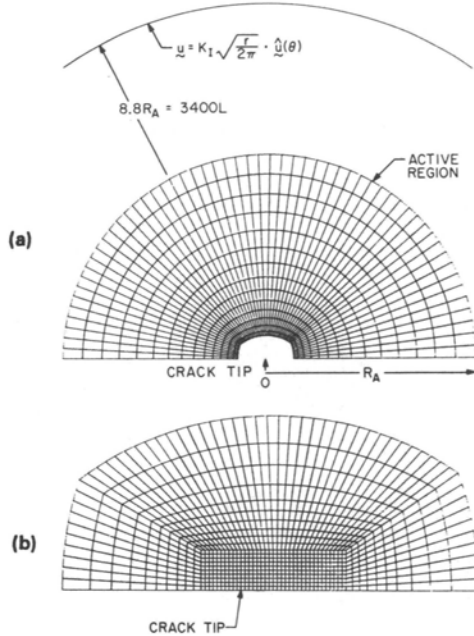 u = K_I √(r/2π) · û(θ)
8.8R_A = 3400L
ACTIVE
REGION
(a)
CRACK TIP
O
R_A
(b)
CRACK TIP